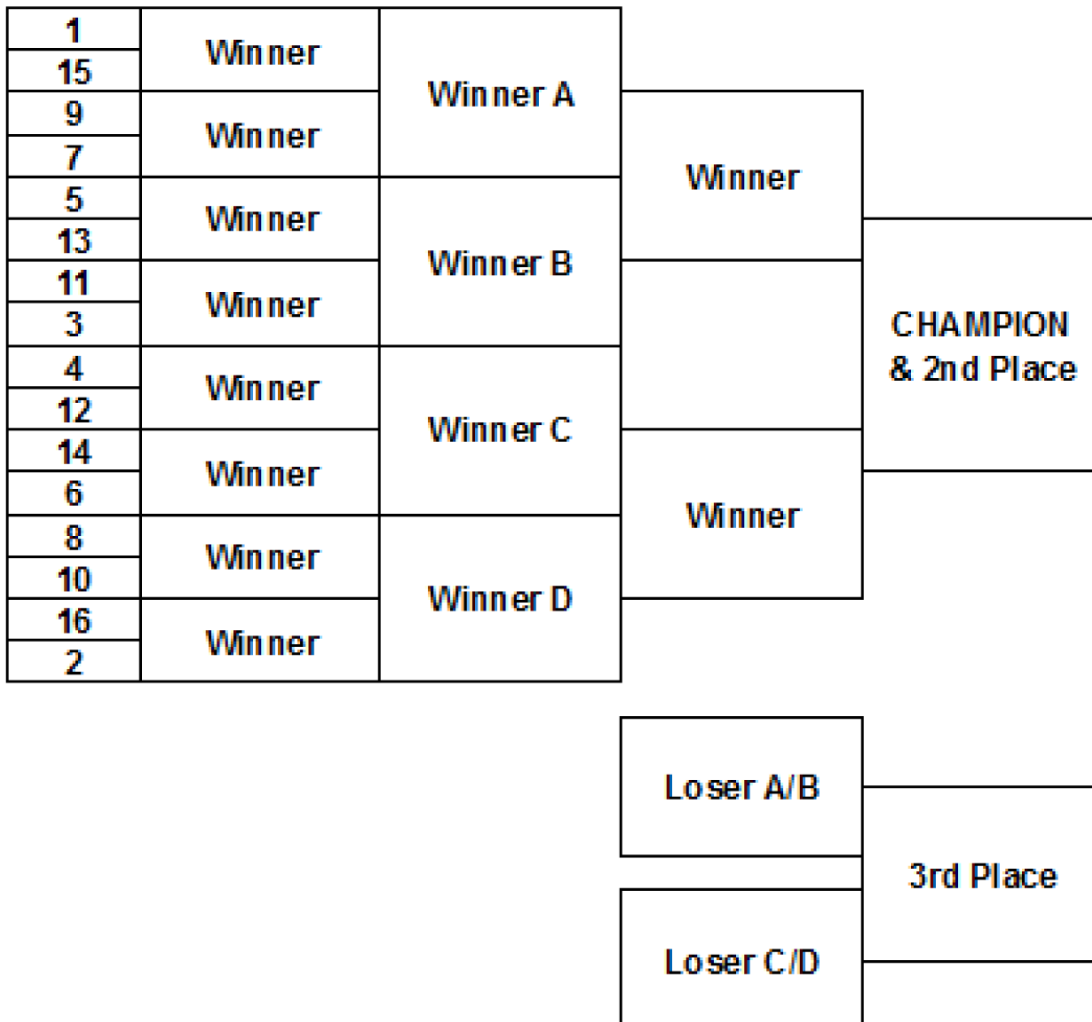 1
15
9
7
5
13
11
3
4
12
14
6
8
10
16
2
Winner
Winner
Winner
Winner
Winner
Winner
Winner
Winner
Winner A
Winner B
Winner C
Winner D
Winner
Winner
CHAMPION
& 2nd Place
Loser A/B
Loser C/D
3rd Place